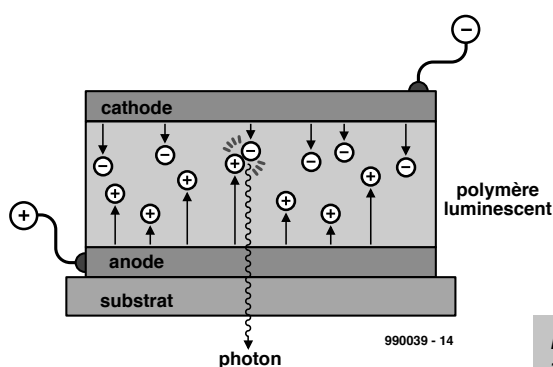 cathode
polymère
luminescent
anode
substrat
990039 - 14
photon